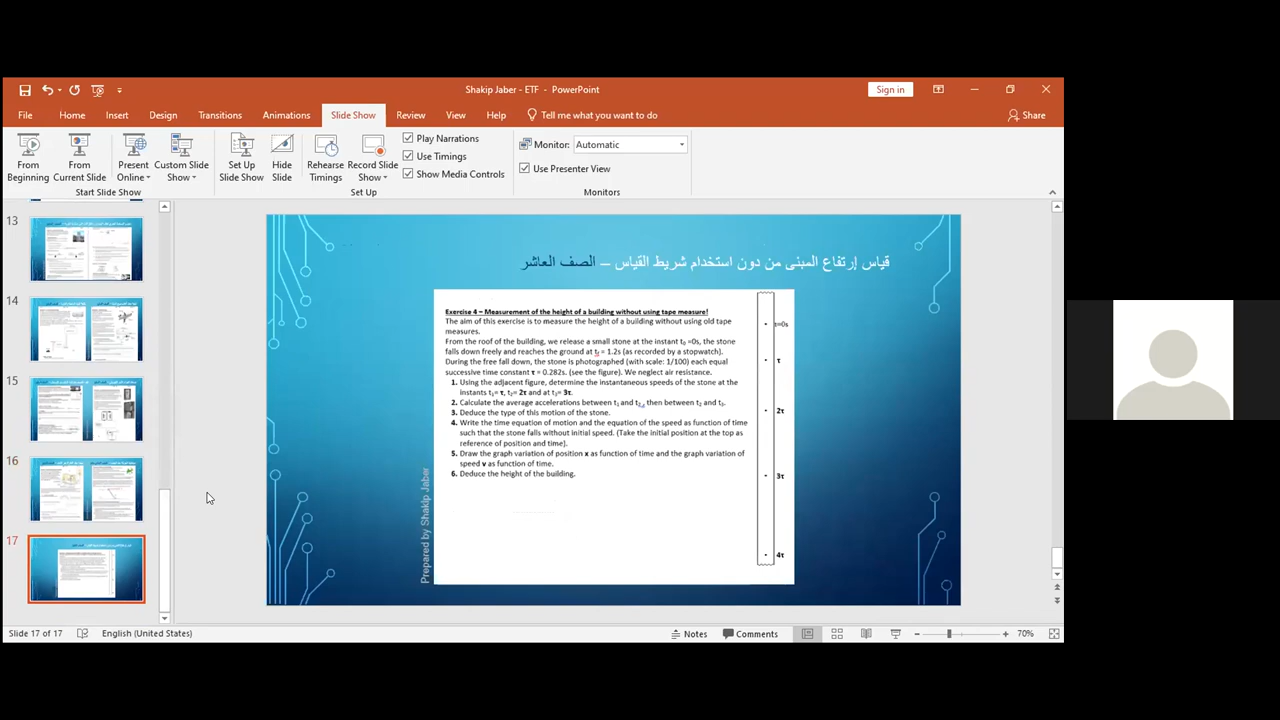 Shakip Jaber - ETF - PowerPoint
Sign in
File Home Insert Design Transitions Animations Slide Show Review View Help Tell me what you want to do
Share
From Beginning
From Current Slide
Present Online
Custom Slide Show
Set Up Slide Show
Hide Slide
Rehearse Timings
Record Slide Show
Play Narrations
Use Timings
Show Media Controls
Monitor: Automatic
Use Presenter View
Start Slide Show
Set Up
Monitors
13
14
15
16
17
قياس إرتفاع المبنى من دون استخدام شريط القياس – الصف العاشر
Exercise 4 – Measurement of the height of a building without using tape measure!
The aim of this exercise is to measure the height of a building without using old tape
measures.
From the roof of the building, we release a small stone at the instant t₀ =0s, the stone
falls down freely and reaches the ground at = 1.2s (as recorded by a stopwatch).
During the free fall down, the stone is photographed (with scale: 1/100) each equal
successive time constant τ = 0.282s. (see the figure). We neglect air resistance.
1. Using the adjacent figure, determine the instantaneous speeds of the stone at the
instants t₁= τ, t₂= 2τ and at t₃= 3τ.
2. Calculate the average accelerations between t₁ and t₂, then between t₂ and t₃.
3. Deduce the type of this motion of the stone.
4. Write the time equation of motion and the equation of the speed as function of time
such that the stone falls without initial speed. (Take the initial position at the top as
reference of position and time).
5. Draw the graph variation of position x as function of time and the graph variation of
speed v as function of time.
6. Deduce the height of the building.
t=0s
τ
2τ
3τ
4τ
Prepared by Shakip Jaber
Slide 17 of 17
English (United States)
Notes
Comments
70%